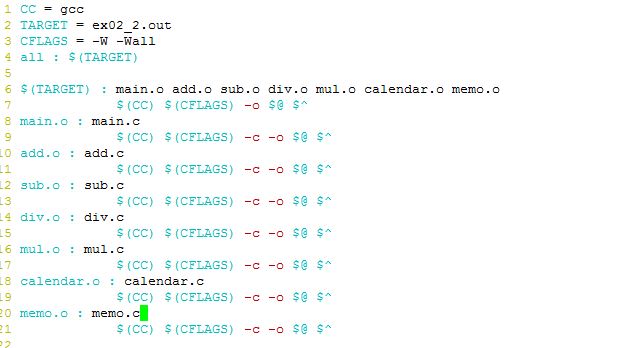 1 CC = gcc
2 TARGET = ex02_2.out
3 CFLAGS = -W -Wall
4 all : $(TARGET)
5
6 $(TARGET) : main.o add.o sub.o div.o mul.o calendar.o memo.o
7 $(CC) $(CFLAGS) -o $@ $^
8 main.o : main.c
9 $(CC) $(CFLAGS) -c -o $@ $^
10 add.o : add.c
11 $(CC) $(CFLAGS) -c -o $@ $^
12 sub.o : sub.c
13 $(CC) $(CFLAGS) -c -o $@ $^
14 div.o : div.c
15 $(CC) $(CFLAGS) -c -o $@ $^
16 mul.o : mul.c
17 $(CC) $(CFLAGS) -c -o $@ $^
18 calendar.o : calendar.c
19 $(CC) $(CFLAGS) -c -o $@ $^
20 memo.o : memo.c
21 $(CC) $(CFLAGS) -c -o $@ $^
22